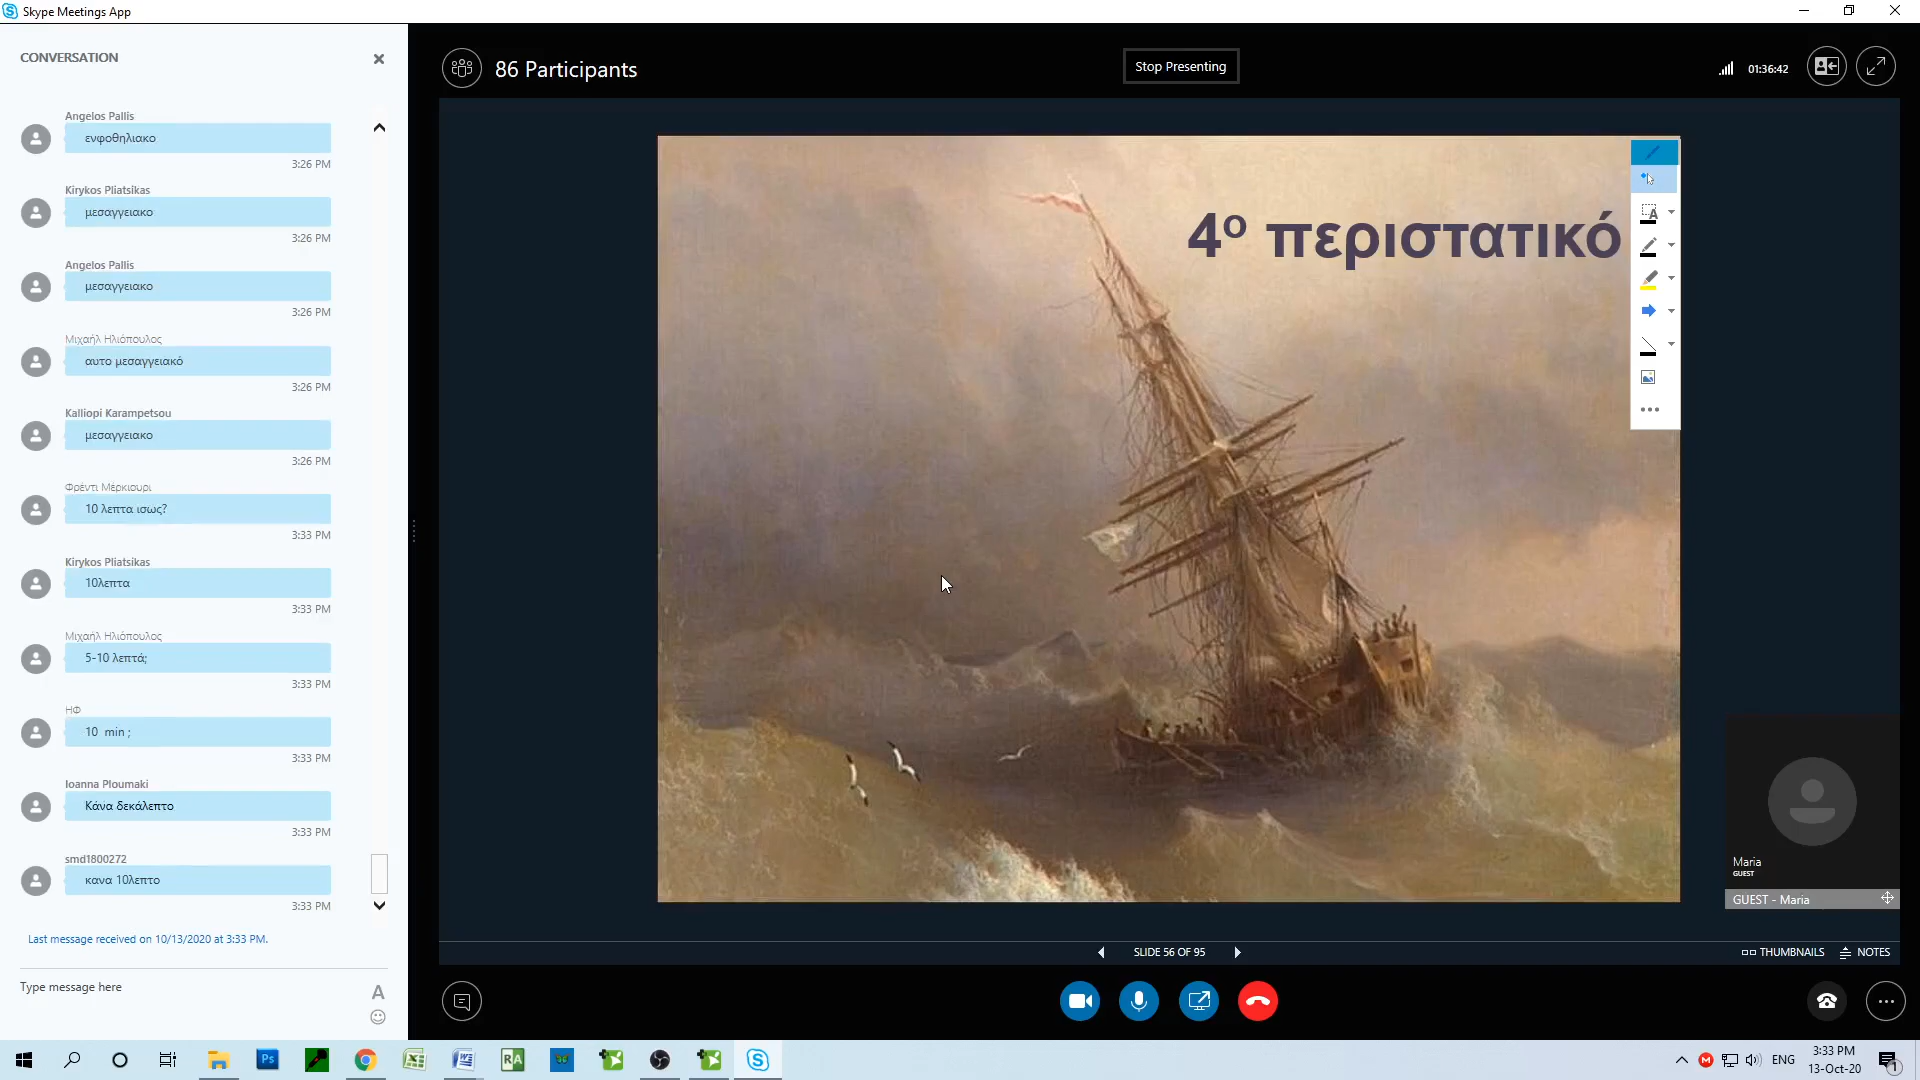 Skype Meetings App
CONVERSATION
Angelos Pallis
ενφοθηλιακο
3:26 PM
Kirykos Pliatsikas
μεσαγγειακο
3:26 PM
Angelos Pallis
μεσαγγειακο
3:26 PM
Μιχαήλ Ηλιόπουλος
αυτο μεσαγγειακό
3:26 PM
Kalliopi Karampetsou
μεσαγγειακο
3:26 PM
Φρέντι Μέρκιουρι
10 λεπτα ισως?
3:33 PM
Kirykos Pliatsikas
10λεπτα
3:33 PM
Μιχαήλ Ηλιόπουλος
5-10 λεπτά;
3:33 PM
ΗΦ
10 min ;
3:33 PM
Ioanna Ploumaki
Κάνα δεκάλεπτο
3:33 PM
smd1800272
κανα 10λεπτο
3:33 PM
Last message received on 10/13/2020 at 3:33 PM.
Type message here
86 Participants
Stop Presenting
01:36:42
4ο περιστατικό
Maria
GUEST
GUEST - Maria
SLIDE 56 OF 95
THUMBNAILS
NOTES
ENG
3:33 PM
13-Oct-20